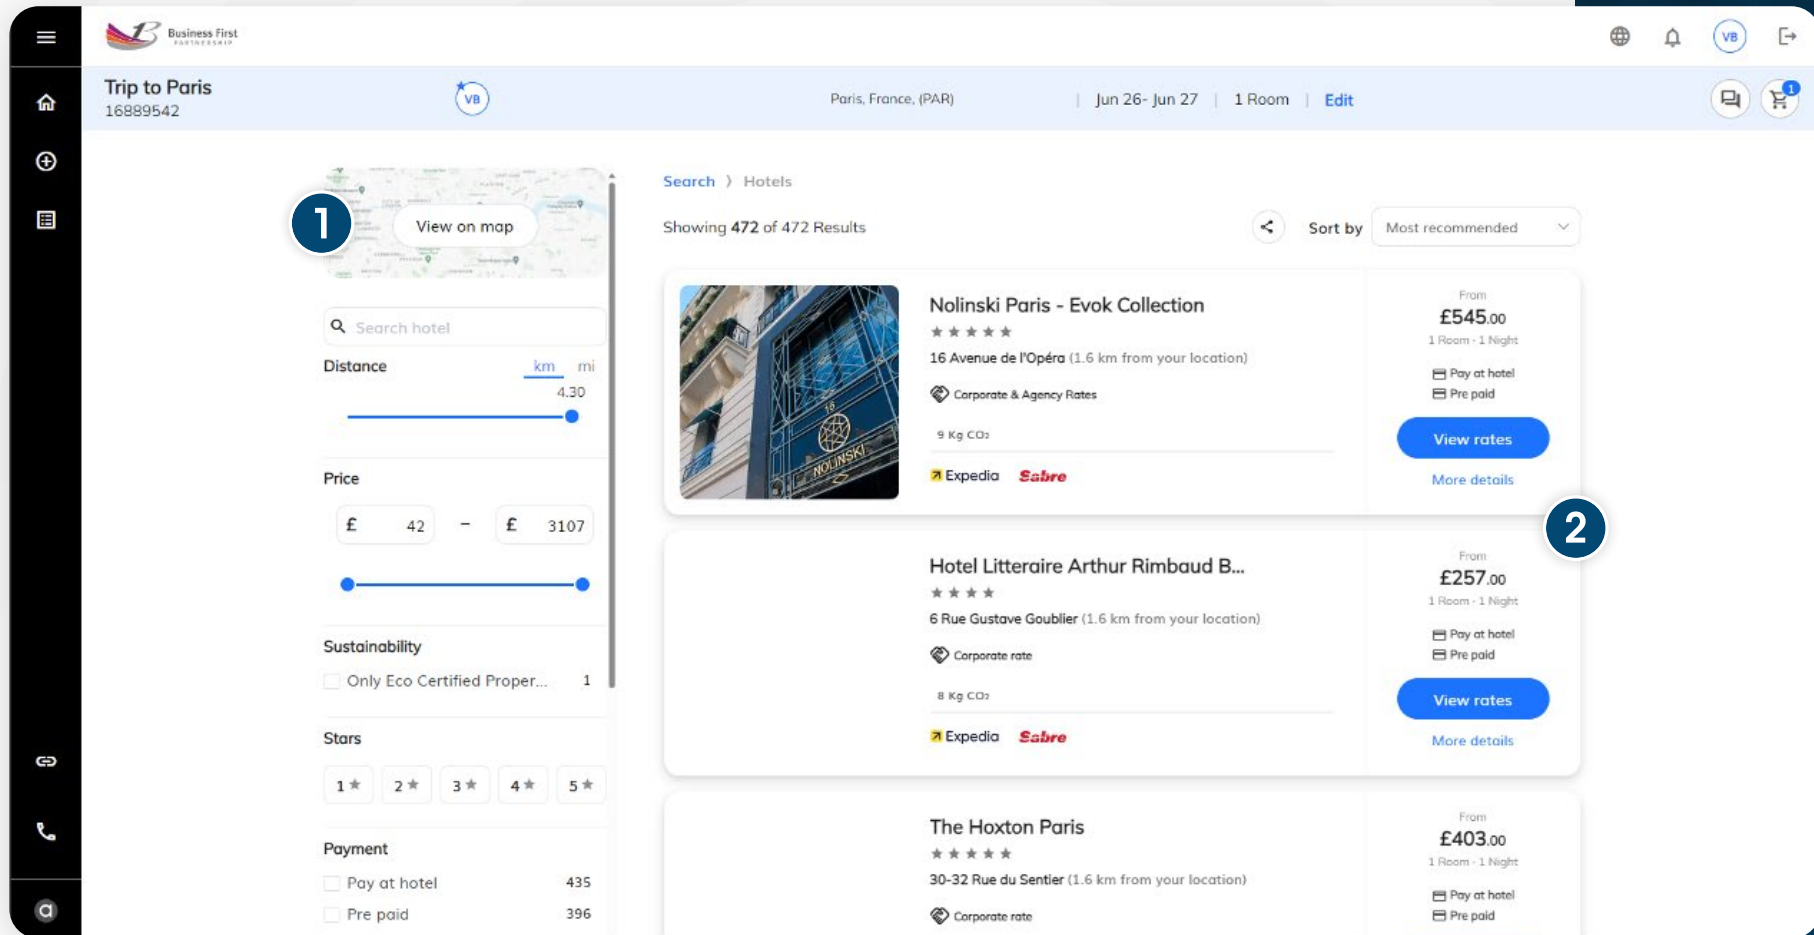 Business First
PARTNERSHIP
VB
Trip to Paris
16889542
VB
Paris, France, (PAR)
| Jun 26- Jun 27 | 1 Room | Edit
1
1
View on map
Search hotel
Distance
km mi
4.30
Price
£ 42 – £ 3107
Sustainability
Only Eco Certified Proper... 1
Stars
1★ 2★ 3★ 4★ 5★
Payment
Pay at hotel 435
Pre paid 396
Search › Hotels
Showing 472 of 472 Results
Sort by Most recommended
Nolinski Paris - Evok Collection
★★★★★
16 Avenue de l'Opéra (1.6 km from your location)
Corporate & Agency Rates
9 Kg CO₂
Expedia Sabre
16
NOLINSKI
From
£545.00
1 Room · 1 Night
Pay at hotel
Pre paid
View rates
More details
2
Hotel Litteraire Arthur Rimbaud B...
★★★★
6 Rue Gustave Goublier (1.6 km from your location)
Corporate rate
8 Kg CO₂
Expedia Sabre
From
£257.00
1 Room · 1 Night
Pay at hotel
Pre paid
View rates
More details
The Hoxton Paris
★★★★★
30-32 Rue du Sentier (1.6 km from your location)
Corporate rate
From
£403.00
1 Room · 1 Night
Pay at hotel
Pre paid